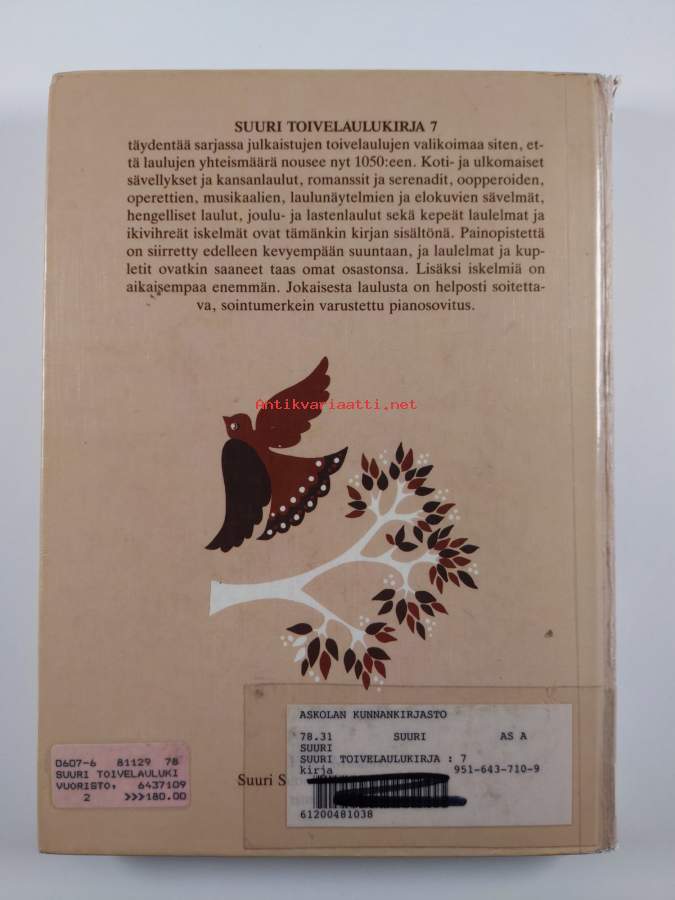 SUURI TOIVELAULUKIRJA 7
täydentää sarjassa julkaistujen toivelaulujen valikoimaa siten, et-
tä laulujen yhteismäärä nousee nyt 1050:een. Koti- ja ulkomaiset
sävellykset ja kansanlaulut, romanssit ja serenadit, oopperoiden,
operettien, musikaalien, laulunäytelmien ja elokuvien sävelmät,
hengelliset laulut, joulu- ja lastenlaulut sekä kepeät laulelmat ja
ikivihreät iskelmät ovat tämänkin kirjan sisältönä. Painopistettä
on siirretty edelleen kevyempään suuntaan, ja laulelmat ja kup-
letit ovatkin saaneet taas omat osastonsa. Lisäksi iskelmiä on
aikaisempaa enemmän. Jokaisesta laulusta on helposti soitetta-
va, sointumerkein varustettu pianosovitus.
Antikvariaatti.net
ASKOLAN KUNNANKIRJASTO
78.31 SUURI AS A
SUURI
SUURI TOIVELAULUKIRJA : 7
kirja 951-643-710-9
61200481038
0607-6 81129 78
SUURI TOIVELAULUKI
VUORISTO, 6437109
2 >>>180.00
Suuri S